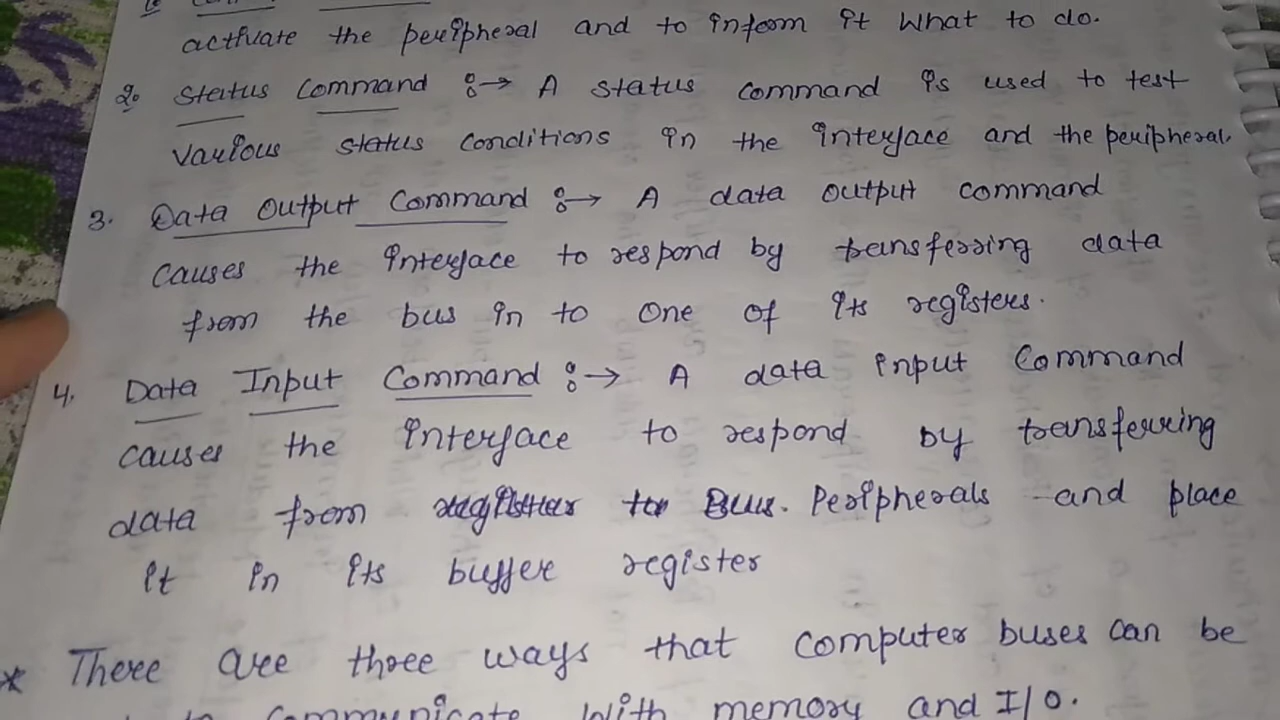 activate the peripheral and to inform it what to do.
2. Status Command :→ A status command is used to test
various status conditions in the interface and the peripheral.
3. Data Output Command :→ A data output command
causes the interface to respond by transferring data
from the bus in to one of its registers.
4. Data Input Command :→ A data input command
causes the interface to respond by transferring
data from register to Bus. Peripherals and place
it in its buffer register
* There are three ways that computer buses can be
communicate with memory and I/O.